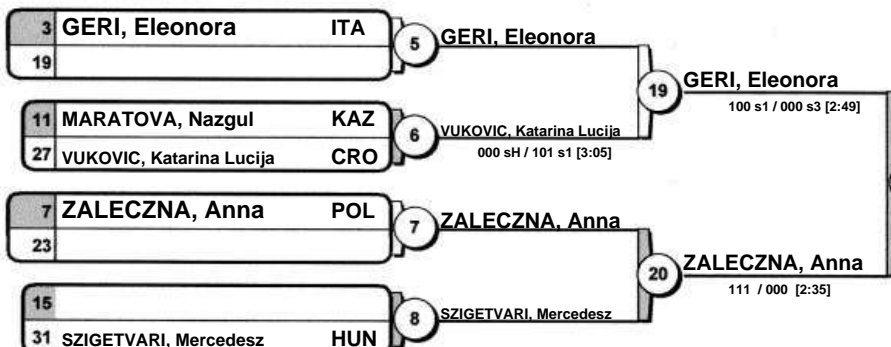 3 GERI, Eleonora ITA
19
5
GERI, Eleonora
11 MARATOVA, Nazgul KAZ
27 VUKOVIC, Katarina Lucija CRO
6
VUKOVIC, Katarina Lucija
000 sH / 101 s1 [3:05]
19
GERI, Eleonora
100 s1 / 000 s3 [2:49]
7 ZALECZNA, Anna POL
23
7
ZALECZNA, Anna
15
31 SZIGETVARI, Mercedesz HUN
8
SZIGETVARI, Mercedesz
20
ZALECZNA, Anna
111 / 000 [2:35]